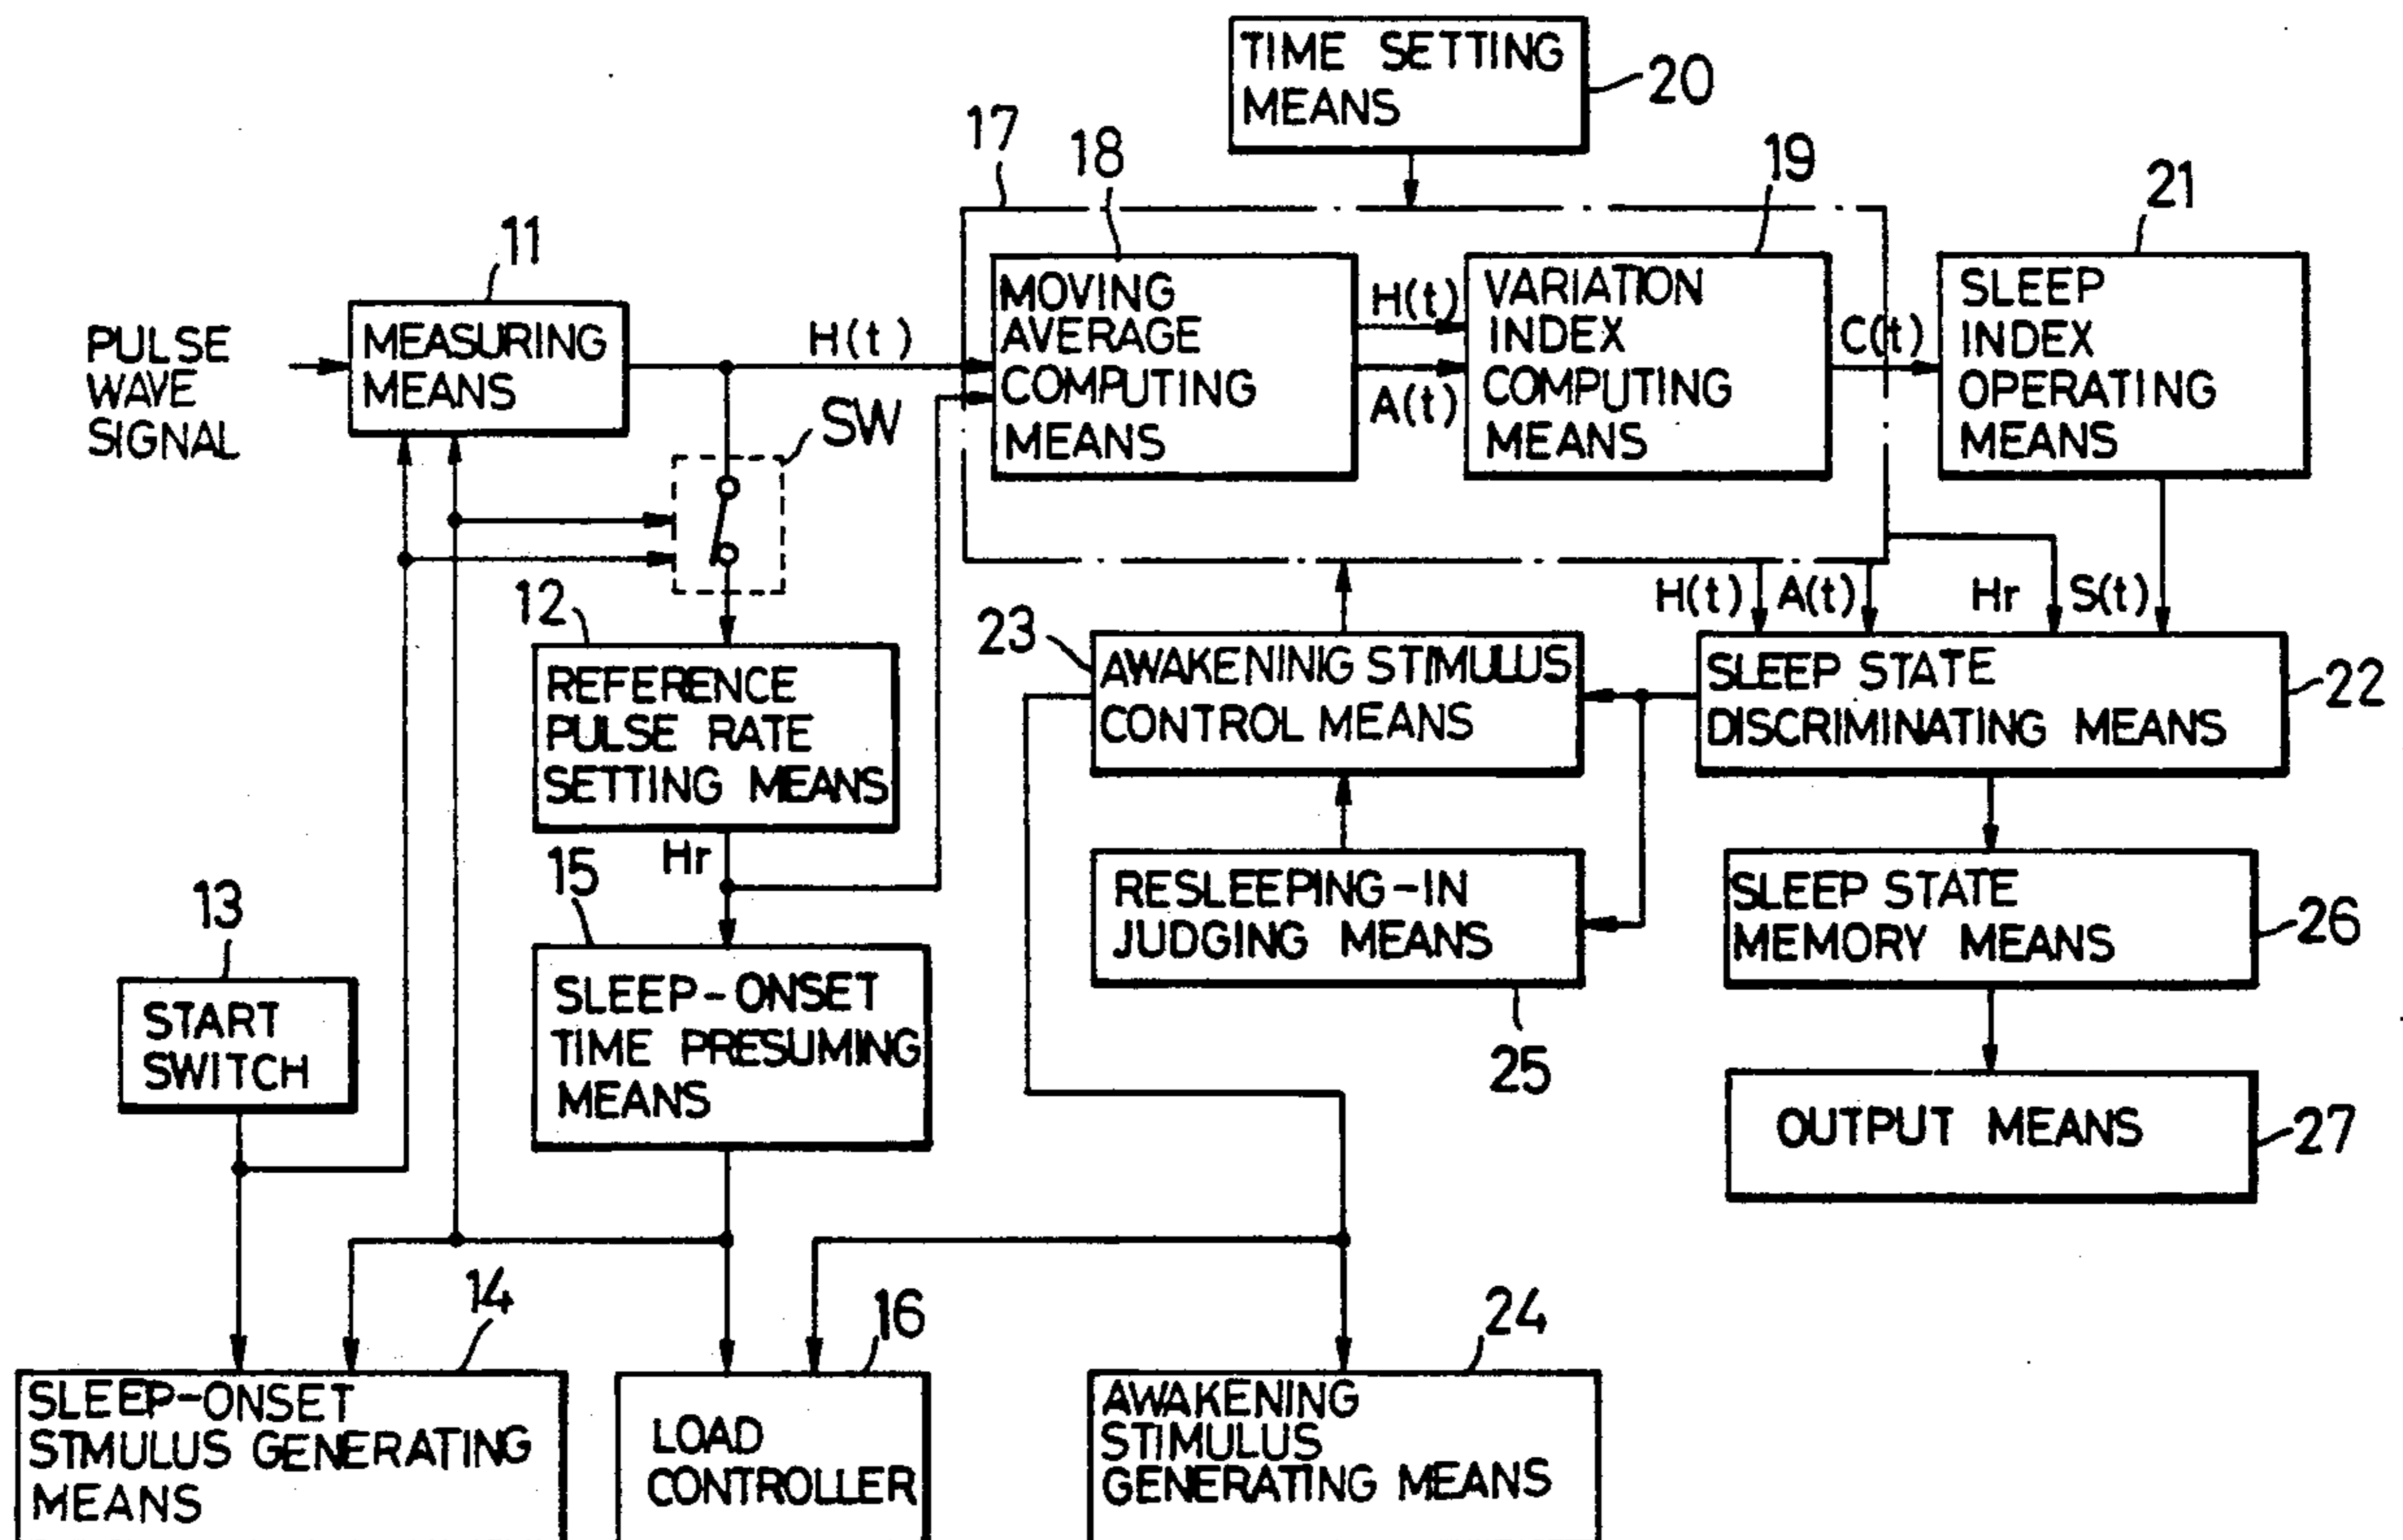 TIME SETTING
MEANS
20
17
18
19
21
11
PULSE
WAVE
SIGNAL
MEASURING
MEANS
H(t)
SW
MOVING
AVERAGE
COMPUTING
MEANS
H(t)
A(t)
VARIATION
INDEX
COMPUTING
MEANS
C(t)
SLEEP
INDEX
OPERATING
MEANS
H(t)
A(t)
Hr
S(t)
12
REFERENCE
PULSE RATE
SETTING MEANS
Hr
23
AWAKENINIG STIMULUS
CONTROL MEANS
SLEEP STATE
DISCRIMINATING MEANS
22
13
START
SWITCH
15
SLEEP-ONSET
TIME PRESUMING
MEANS
RESLEEPING-IN
JUDGING MEANS
25
SLEEP STATE
MEMORY MEANS
26
OUTPUT MEANS
27
14
SLEEP-ONSET
STMULUS GENERATING
MEANS
16
LOAD
CONTROLLER
24
AWAKENING
STIMULUS
GENERATING MEANS